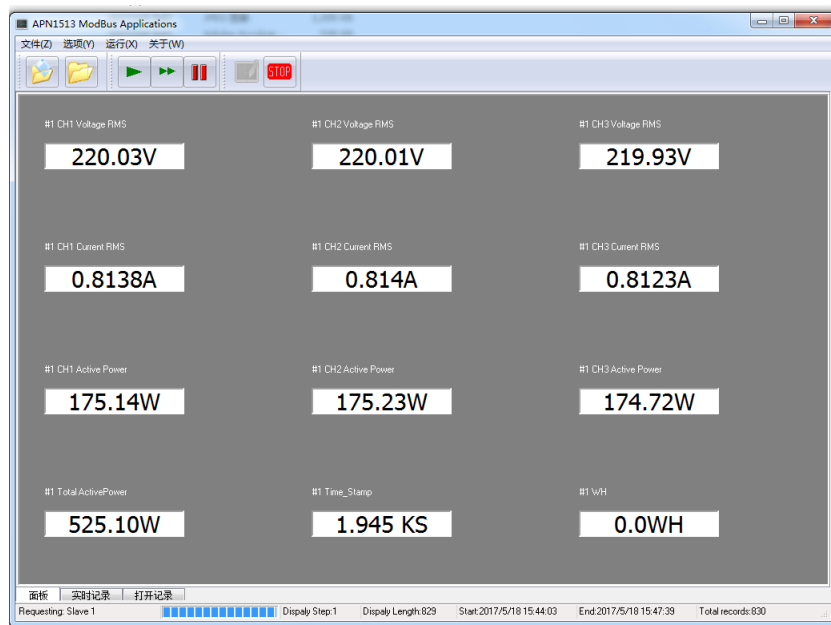 APN1513 ModBus Applications
文件(Z) 选项(Y) 运行(X) 关于(W)
STOP
#1 CH1 Voltage RMS #1 CH2 Voltage RMS #1 CH3 Voltage RMS
220.03V 220.01V 219.93V
#1 CH1 Current RMS #1 CH2 Current RMS #1 CH3 Current RMS
0.8138A 0.814A 0.8123A
#1 CH1 Active Power #1 CH2 Active Power #1 CH3 Active Power
175.14W 175.23W 174.72W
#1 Total ActivePower #1 Time_Stamp #1 WH
525.10W 1.945 KS 0.0WH
面板 实时记录 打开记录
Requesting: Slave 1 Dispaly Step:1 Dispaly Length:829 Start:2017/5/18 15:44:03 End:2017/5/18 15:47:39 Total records:830